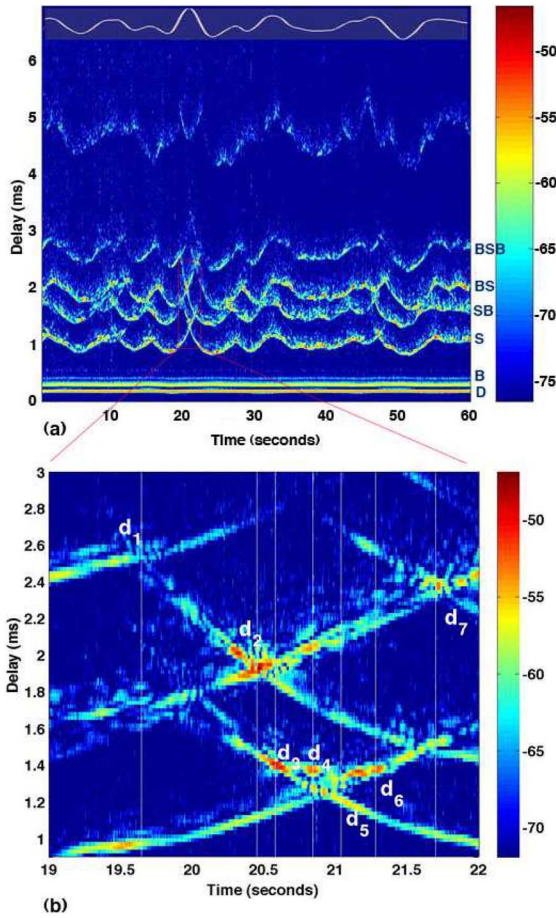 6
5
4
3
2
1
0
Delay (ms)
BSB
BS
SB
S
B
D
10 20 30 40 50 60
(a)
Time (seconds)
-50
-55
-60
-65
-70
-75
3
2.8
2.6
2.4
2.2
2
1.8
1.6
1.4
1.2
1
Delay (ms)
d1
d2
d7
d3 d4
d6
d5
19 19.5 20 20.5 21 21.5 22
Time (seconds)
(b)
-50
-55
-60
-65
-70